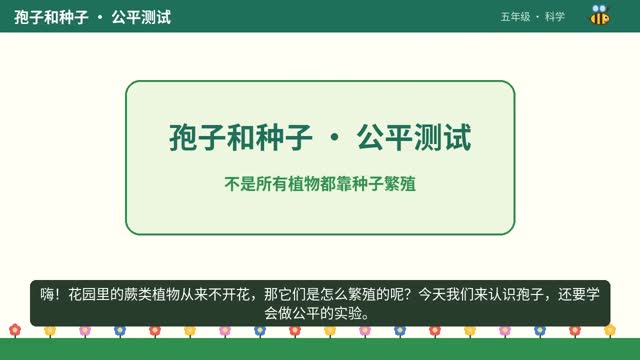 孢子和种子 · 公平测试
五年级 · 科学
孢子和种子 · 公平测试
不是所有植物都靠种子繁殖
嗨！花园里的蕨类植物从来不开花，那它们是怎么繁殖的呢？今天我们来认识孢子，还要学
会做公平的实验。